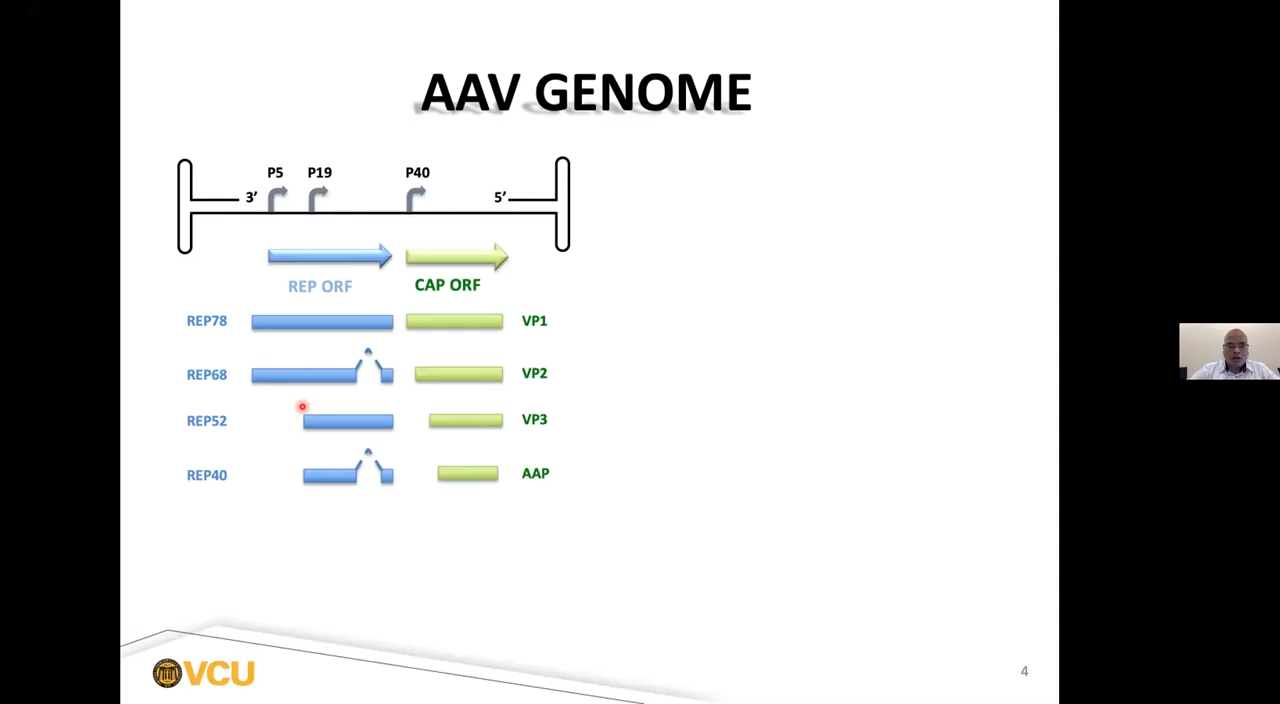 AAV GENOME
P5 P19 P40
3’ 5’
REP ORF CAP ORF
REP78 VP1
REP68 VP2
REP52 VP3
REP40 AAP
VCU
4